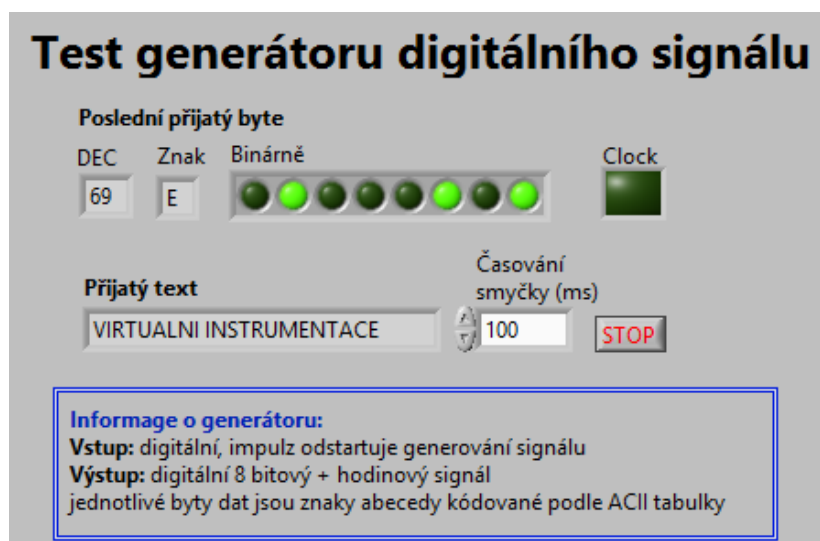 Test generátoru digitálního signálu
Poslední přijatý byte
DEC Znak Binárně Clock
69 E
Časování
Přijatý text smyčky (ms)
VIRTUALNI INSTRUMENTACE 100 STOP
Informage o generátoru:
Vstup: digitální, impulz odstartuje generování signálu
Výstup: digitální 8 bitový + hodinový signál
jednotlivé byty dat jsou znaky abecedy kódované podle ACII tabulky